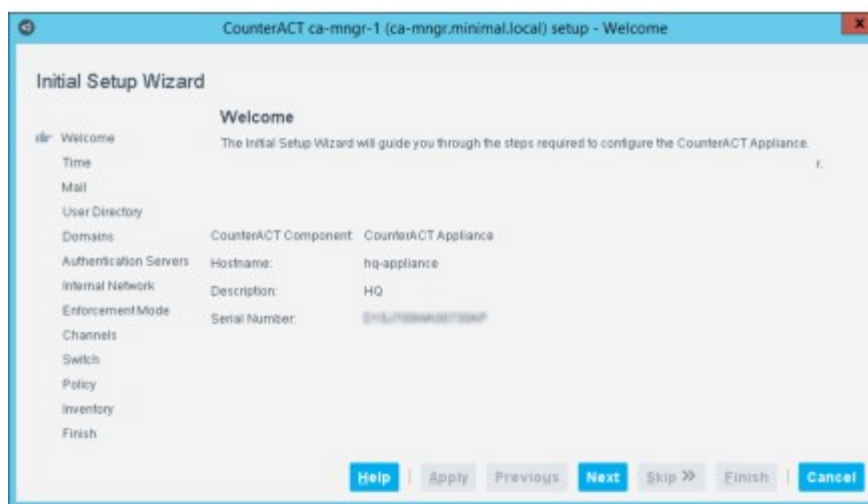 CounterACT ca-mngr-1 (ca-mngr.minimal.local) setup - Welcome
x
Initial Setup Wizard
Welcome
Time
Mail
User Directory
Domains
Authentication Servers
Internal Network
Enforcement Mode
Channels
Switch
Policy
Inventory
Finish
Welcome
The Initial Setup Wizard will guide you through the steps required to configure the CounterACT Appliance.
r.
CounterACT Component CounterACT Appliance
Hostname: hq-appliance
Description: HQ
Serial Number:
Help Apply Previous Next Skip >> Finish Cancel